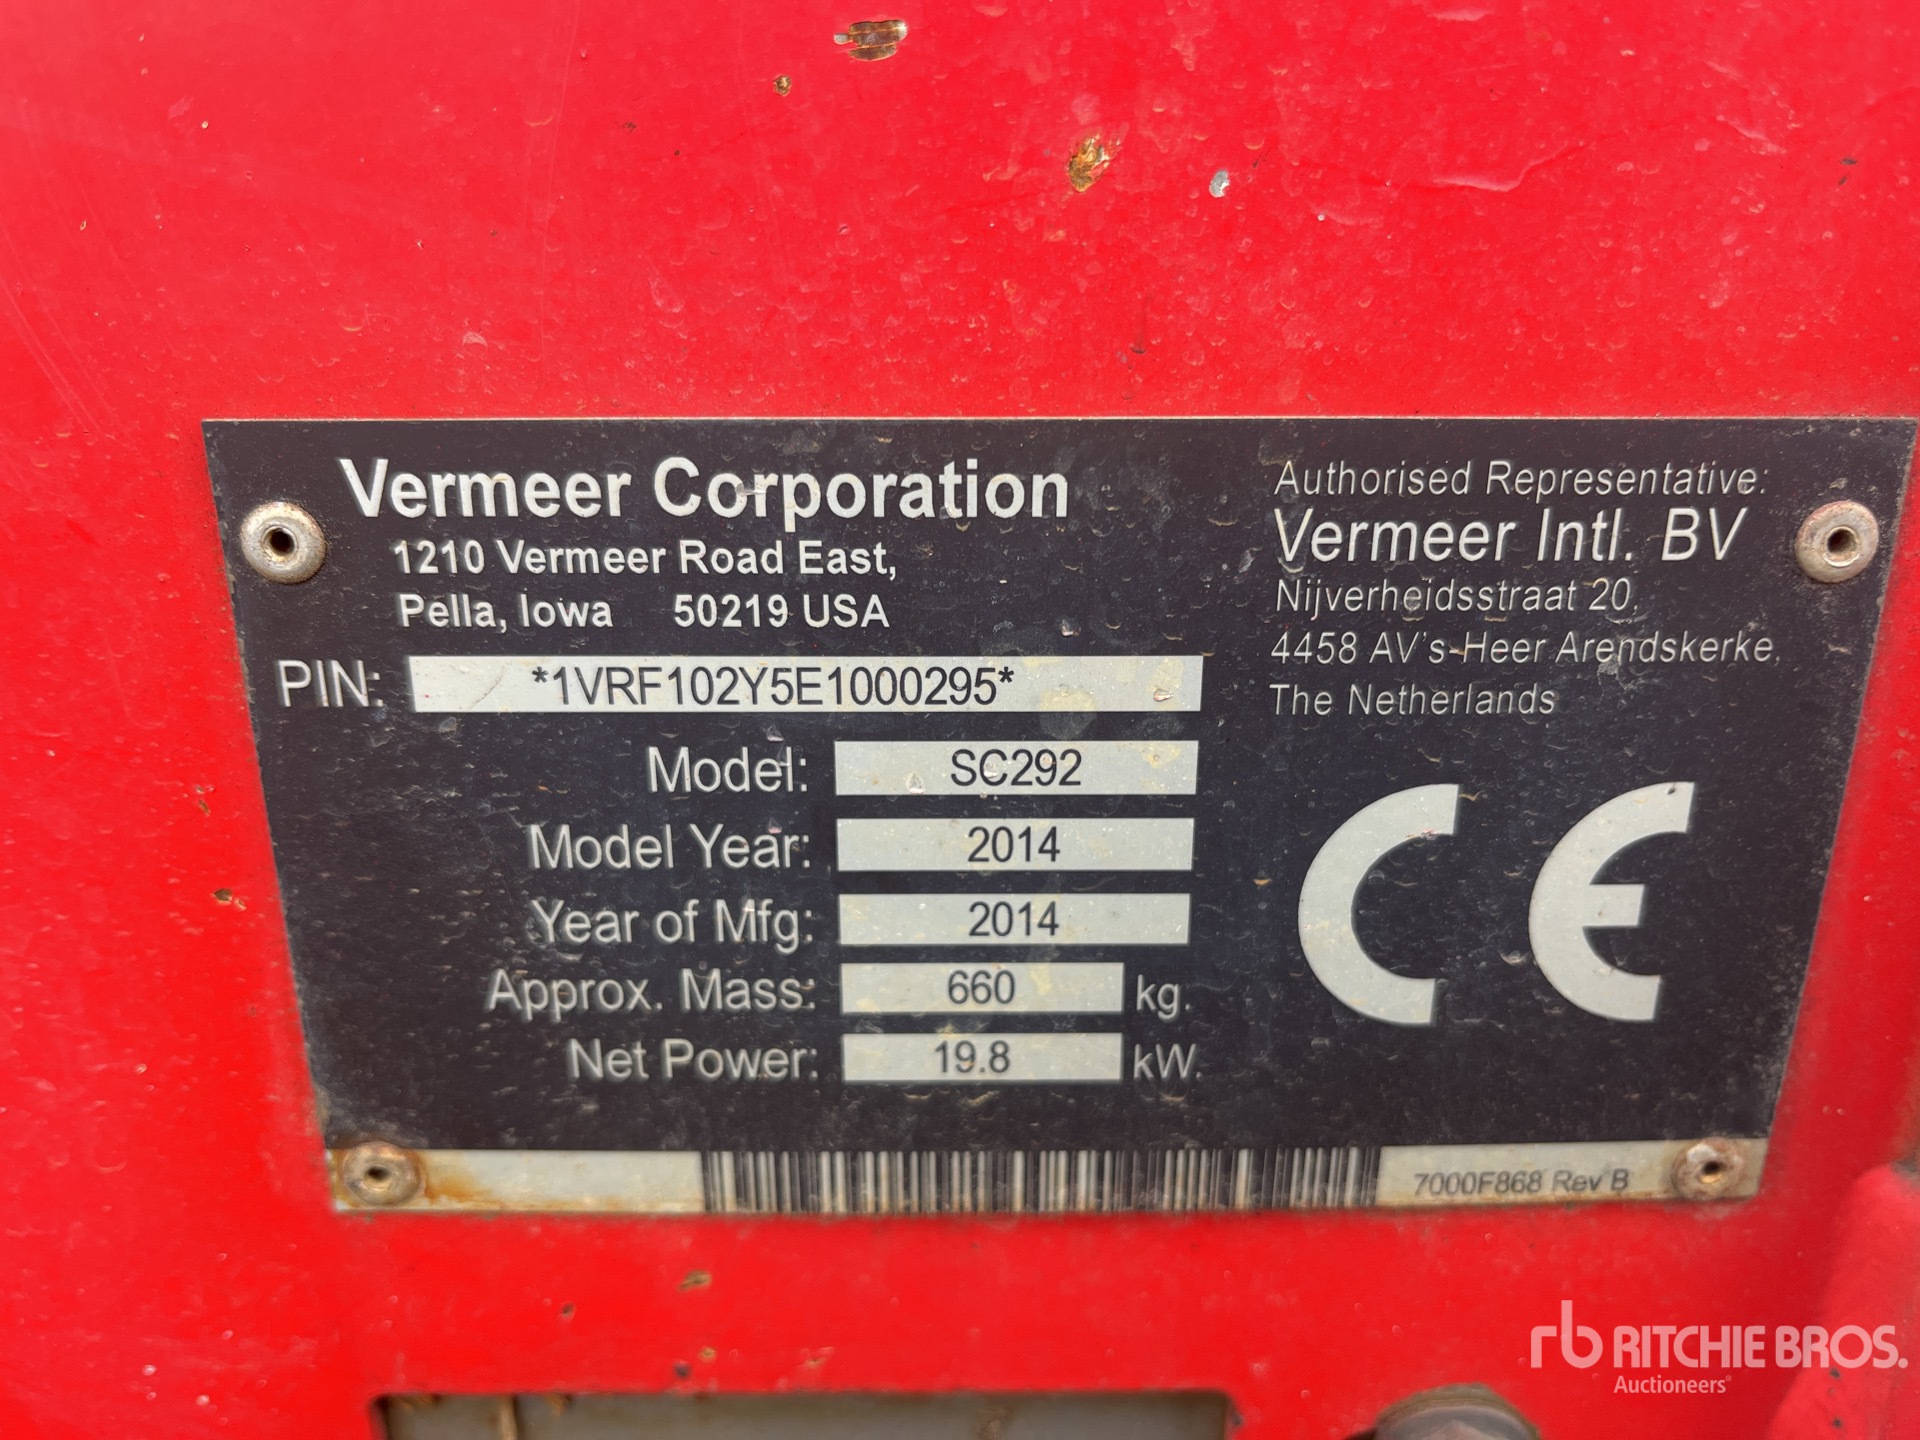 Vermeer Corporation
1210 Vermeer Road East,
Pella, Iowa 50219 USA
PIN: *1VRF102Y5E1000295*
Model: SC292
Model Year: 2014
Year of Mfg: 2014
Approx. Mass: 660 kg.
Net Power: 19.8 kW.
Authorised Representative:
Vermeer Intl. BV
Nijverheidsstraat 20,
4458 AV's-Heer Arendskerke,
The Netherlands
CE
7000F868 Rev B
rb RITCHIE BROS.
Auctioneers